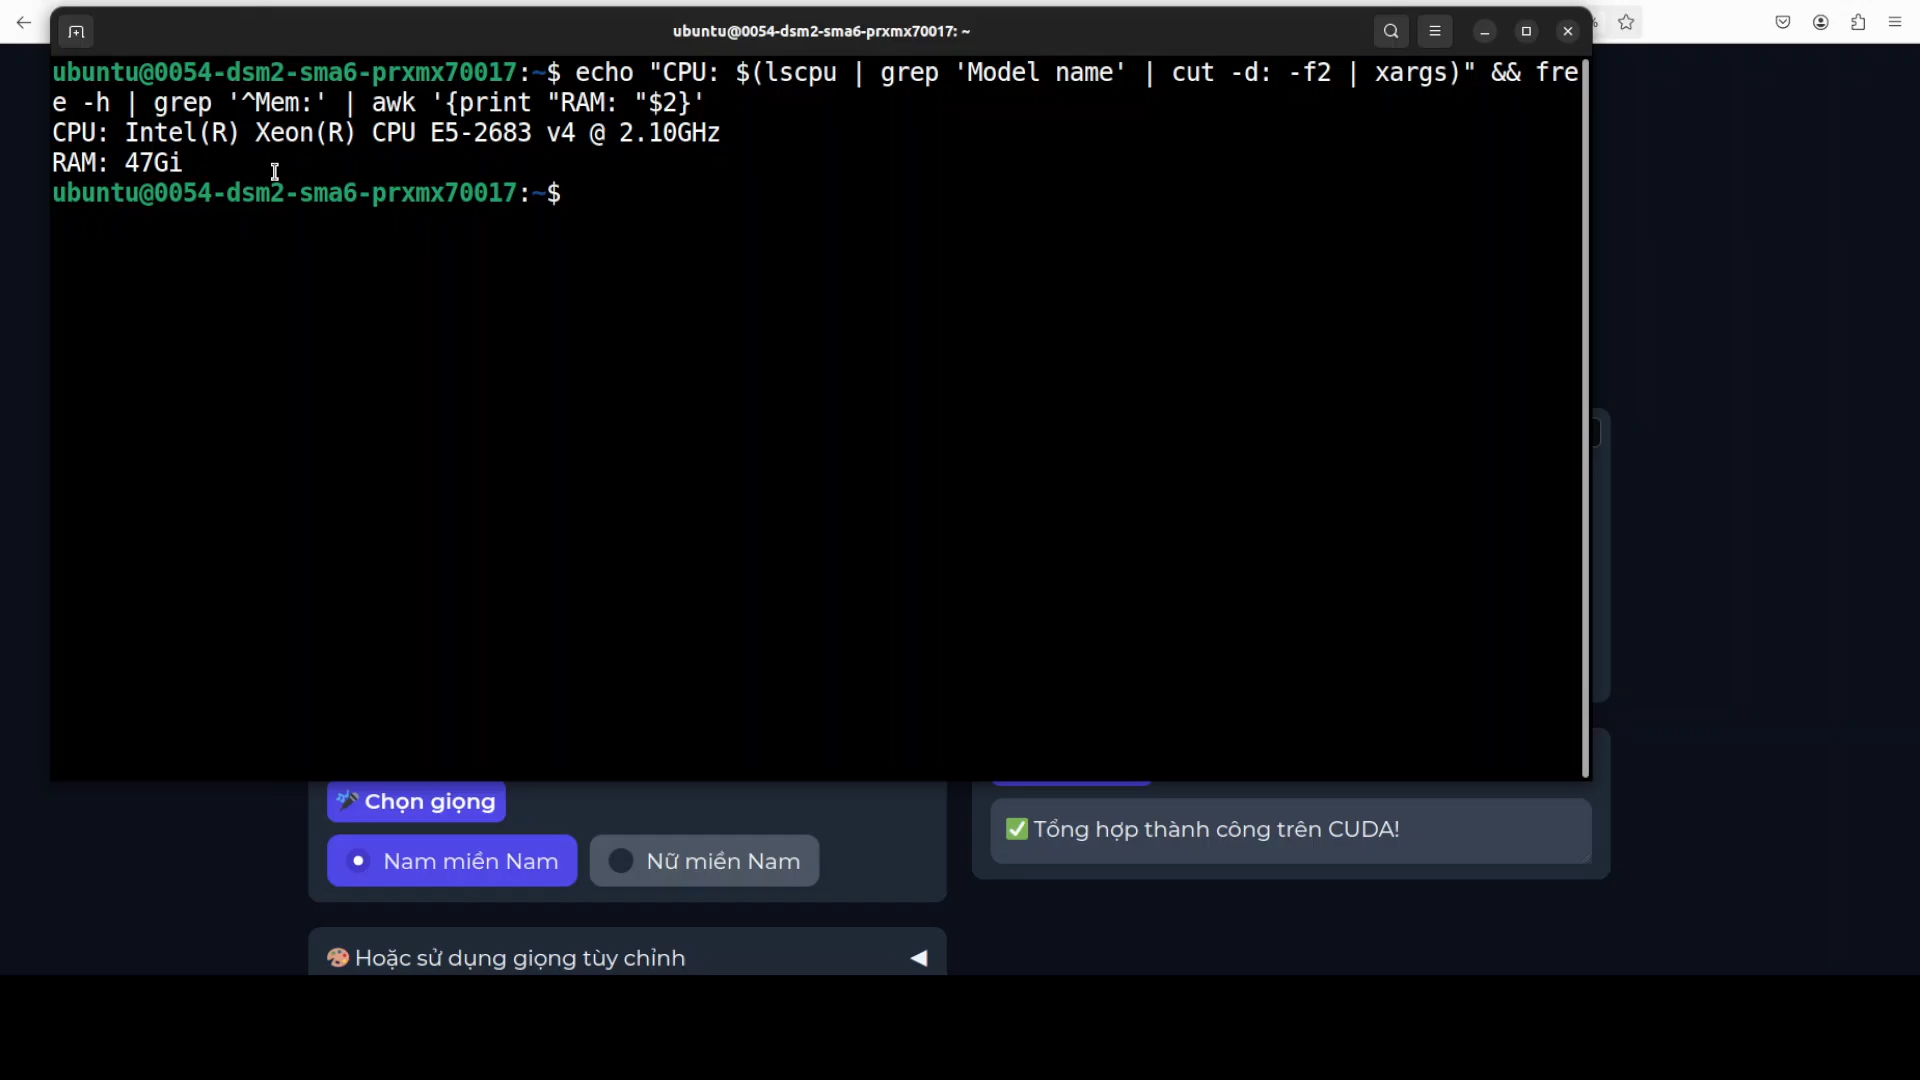 ubuntu@0054-dsm2-sma6-prxmx70017: ~
ubuntu@0054-dsm2-sma6-prxmx70017:~$ echo "CPU: $(lscpu | grep 'Model name' | cut -d: -f2 | xargs)" && fre
e -h | grep '^Mem:' | awk '{print "RAM: "$2}'
CPU: Intel(R) Xeon(R) CPU E5-2683 v4 @ 2.10GHz
RAM: 47Gi
ubuntu@0054-dsm2-sma6-prxmx70017:~$
Chọn giọng
Nam miền Nam
Nữ miền Nam
✅ Tổng hợp thành công trên CUDA!
🎨 Hoặc sử dụng giọng tùy chỉnh